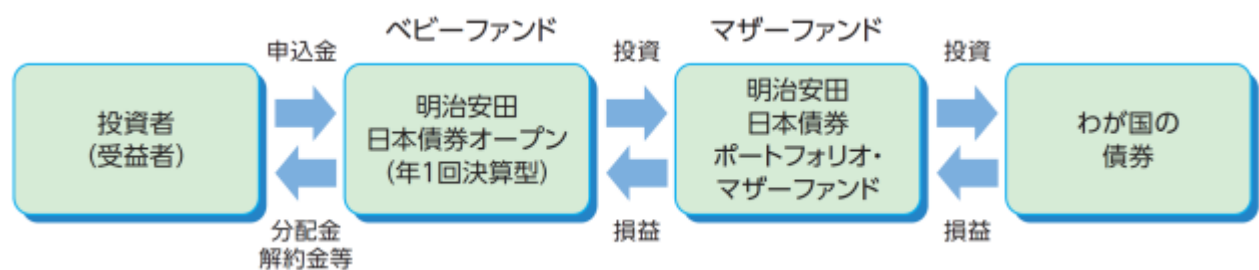 ベビーファンド
マザーファンド
申込金
投資
投資
投資者
(受益者)
明治安田
日本債券オープン
(年1回決算型)
明治安田
日本債券
ポートフォリオ・
マザーファンド
わが国の
債券
分配金
解約金等
損益
損益